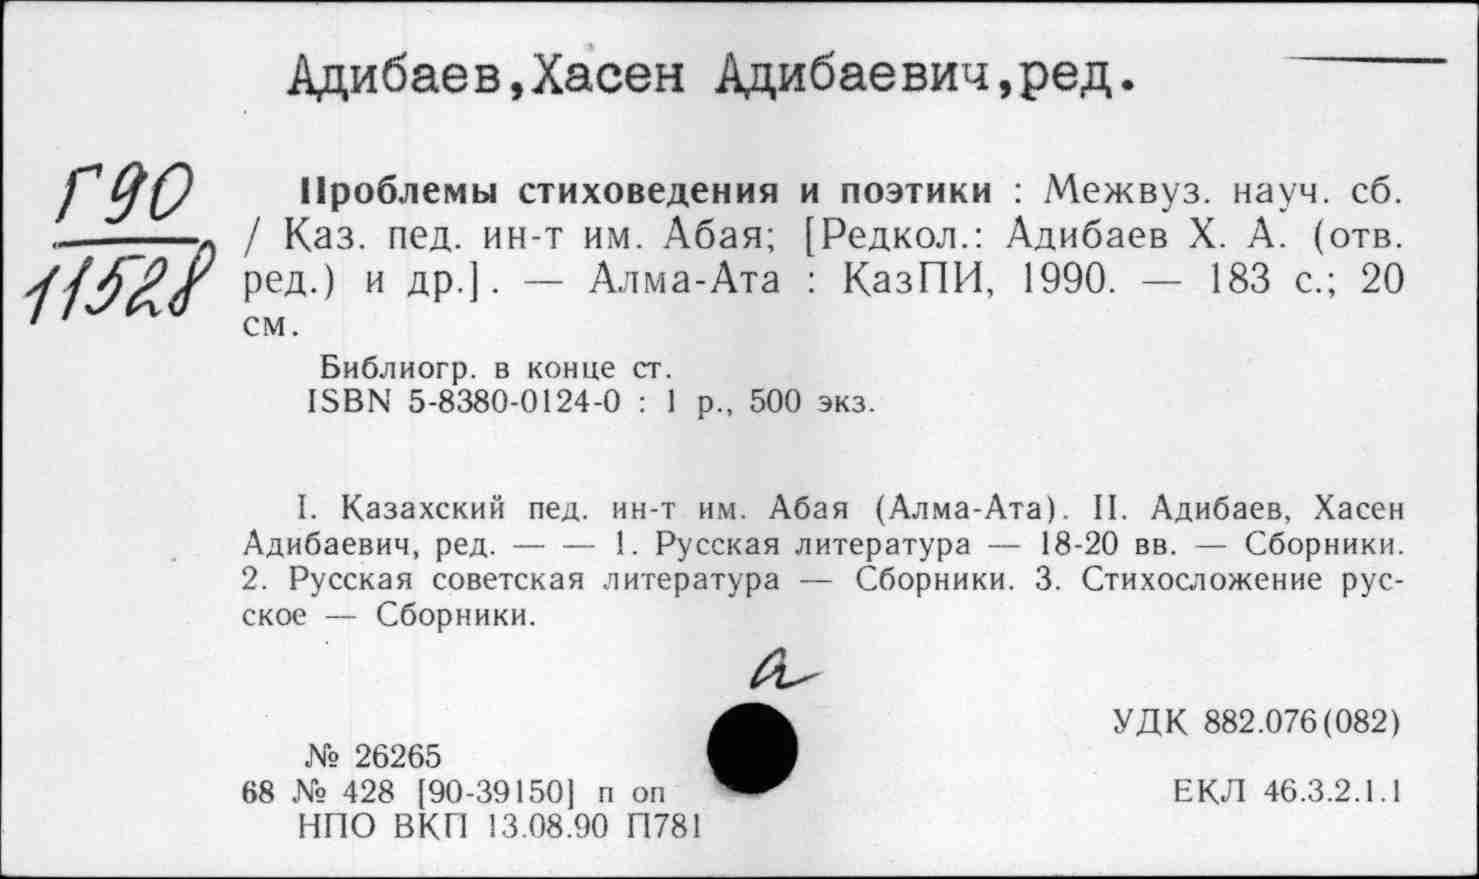 Адибаев,Хасен Адибаевич,ред.
Г90
11528
Проблемы стиховедения и поэтики : Межвуз. науч. сб.
/ Каз. пед. ин-т им. Абая; [Редкол.: Адибаев Х. А. (отв.
ред.) и др.]. — Алма-Ата : КазПИ, 1990. — 183 с.; 20
см.
Библиогр. в конце ст.
ISBN 5-8380-0124-0 : 1 р., 500 экз.
I. Казахский пед. ин-т им. Абая (Алма-Ата). II. Адибаев, Хасен
Адибаевич, ред. — — 1. Русская литература — 18-20 вв. — Сборники.
2. Русская советская литература — Сборники. 3. Стихосложение рус-
ское — Сборники.
УДК 882.076(082)
№ 26265
68 № 428 [90-39150] п оп
ЕКЛ 46.3.2.1.1
НПО ВКП 13.08.90 П781